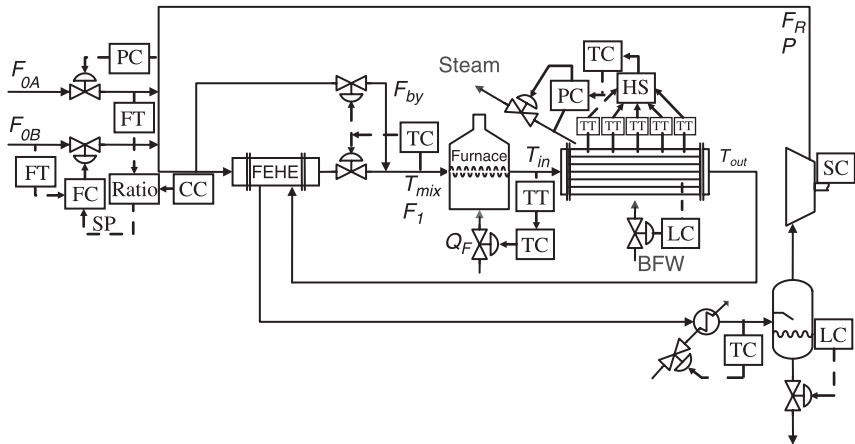 F_R
P
PC
TC
Steam
F_0A
PC
HS
F_by
FT
F_0B
TT TT TT TT TT
TC
FEHE
Furnace
T_in
T_out
FT
FC
Ratio
CC
T_mix
TT
SC
F_1
SP
Q_F
TC
LC
BFW
TC
LC